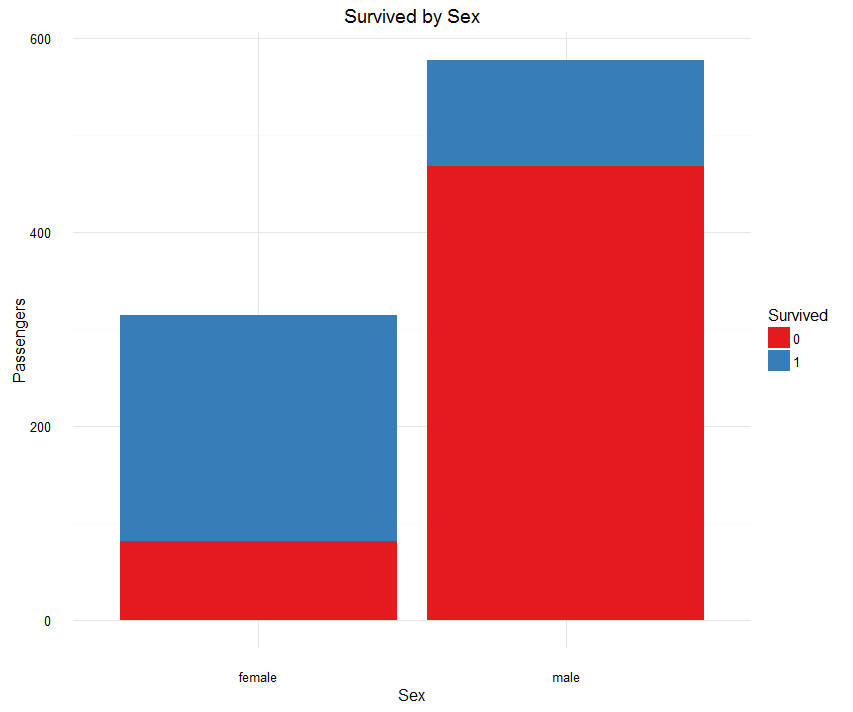 Survived by Sex
600
400
200
0
Passengers
female
male
Sex
Survived
0
1